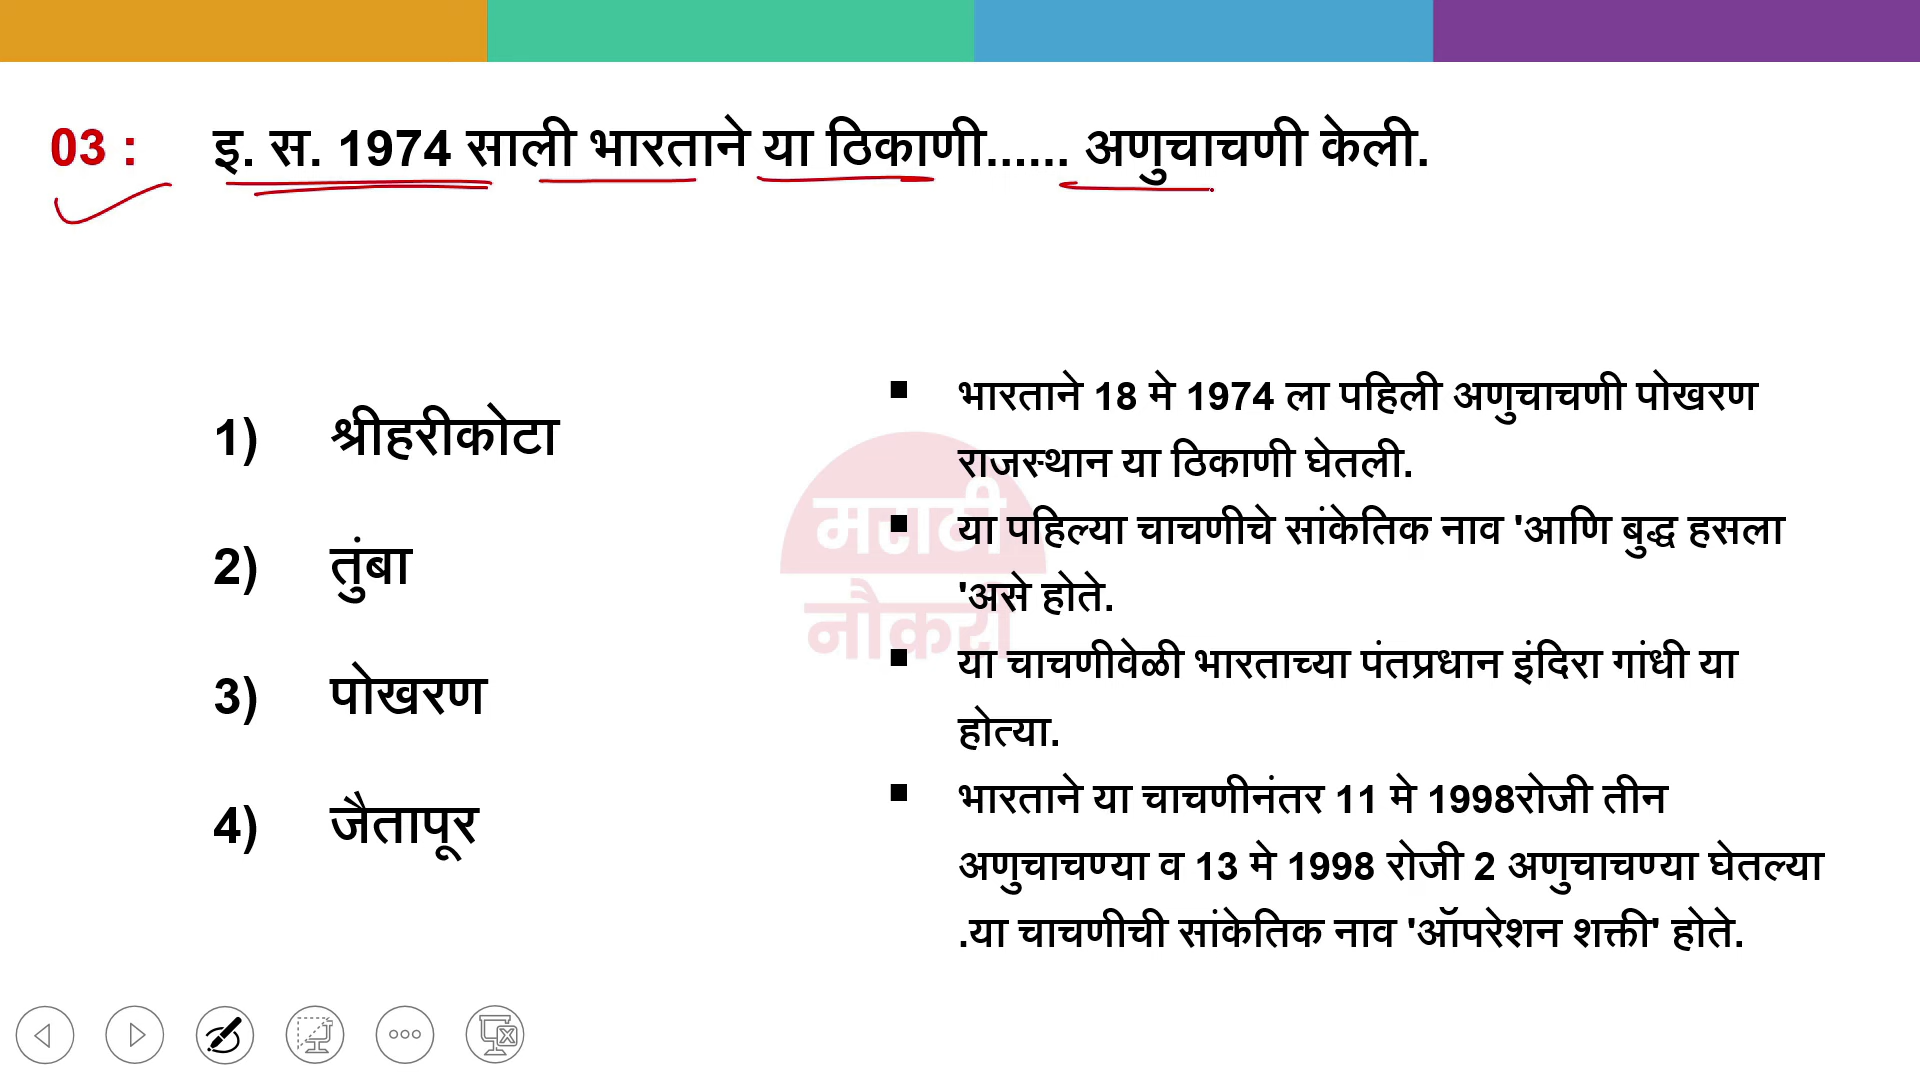 03 : इ. स. 1974 साली भारताने या ठिकाणी...... अणुचाचणी केली.
1) श्रीहरीकोटा
2) तुंबा
3) पोखरण
4) जैतापूर
▪ भारताने 18 मे 1974 ला पहिली अणुचाचणी पोखरण
राजस्थान या ठिकाणी घेतली.
▪ या पहिल्या चाचणीचे सांकेतिक नाव 'आणि बुद्ध हसला
'असे होते.
▪ या चाचणीवेळी भारताच्या पंतप्रधान इंदिरा गांधी या
होत्या.
▪ भारताने या चाचणीनंतर 11 मे 1998रोजी तीन
अणुचाचण्या व 13 मे 1998 रोजी 2 अणुचाचण्या घेतल्या
.या चाचणीची सांकेतिक नाव 'ऑपरेशन शक्ती' होते.
मराठी
नौकरी